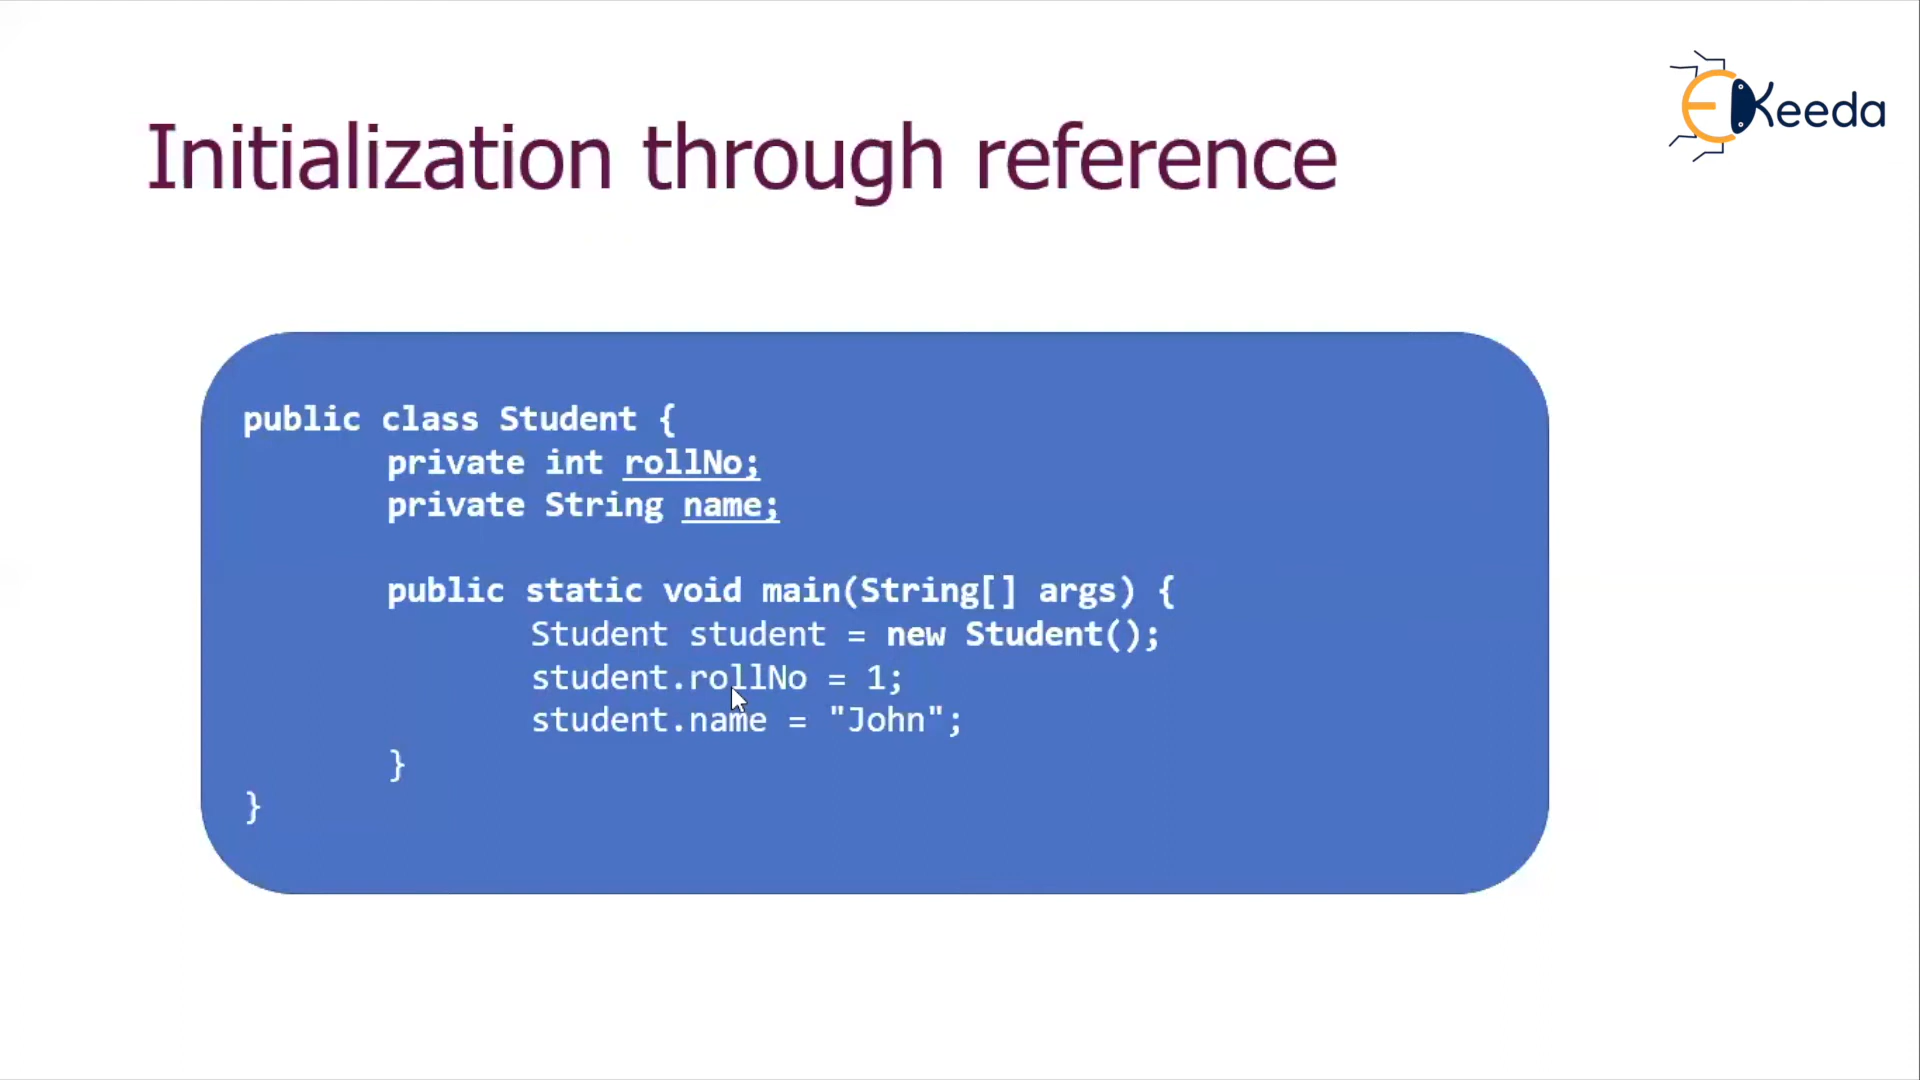 EKeeda
Initialization through reference
public class Student {
private int rollNo;
private String name;
public static void main(String[] args) {
Student student = new Student();
student.rollNo = 1;
student.name = "John";
}
}